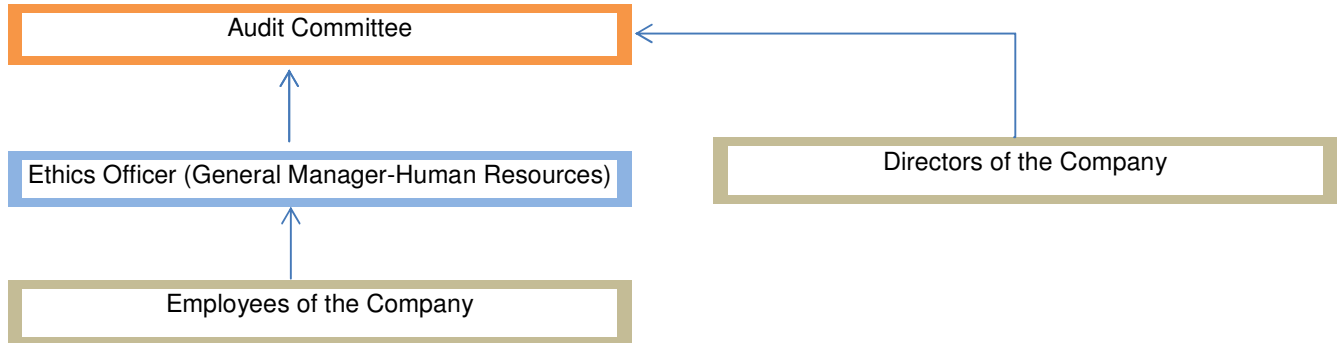 Audit Committee
Ethics Officer (General Manager-Human Resources)
Directors of the Company
Employees of the Company